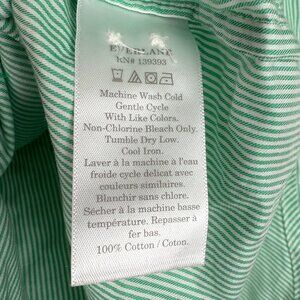 EVERLANE
RN# 139393
Machine Wash Cold
Gentle Cycle
With Like Colors.
Non-Chlorine Bleach Only.
Tumble Dry Low.
Cool Iron.
Laver à la machine à l'eau
froide cycle delicat avec
couleurs similaires.
Blanchir sans chlore.
Sécher à la machine basse
température. Repasser à
fer bas.
100% Cotton / Coton.